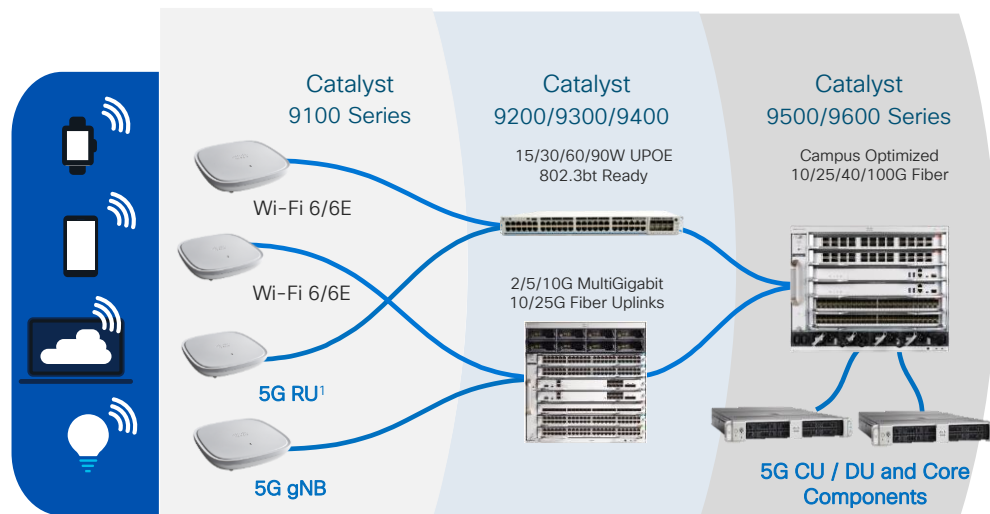 Catalyst
9100 Series
Wi-Fi 6/6E
Wi-Fi 6/6E
5G RU¹
5G gNB
Catalyst
9200/9300/9400
15/30/60/90W UPOE
802.3bt Ready
2/5/10G MultiGigabit
10/25G Fiber Uplinks
Catalyst
9500/9600 Series
Campus Optimized
10/25/40/100G Fiber
5G CU / DU and Core
Components